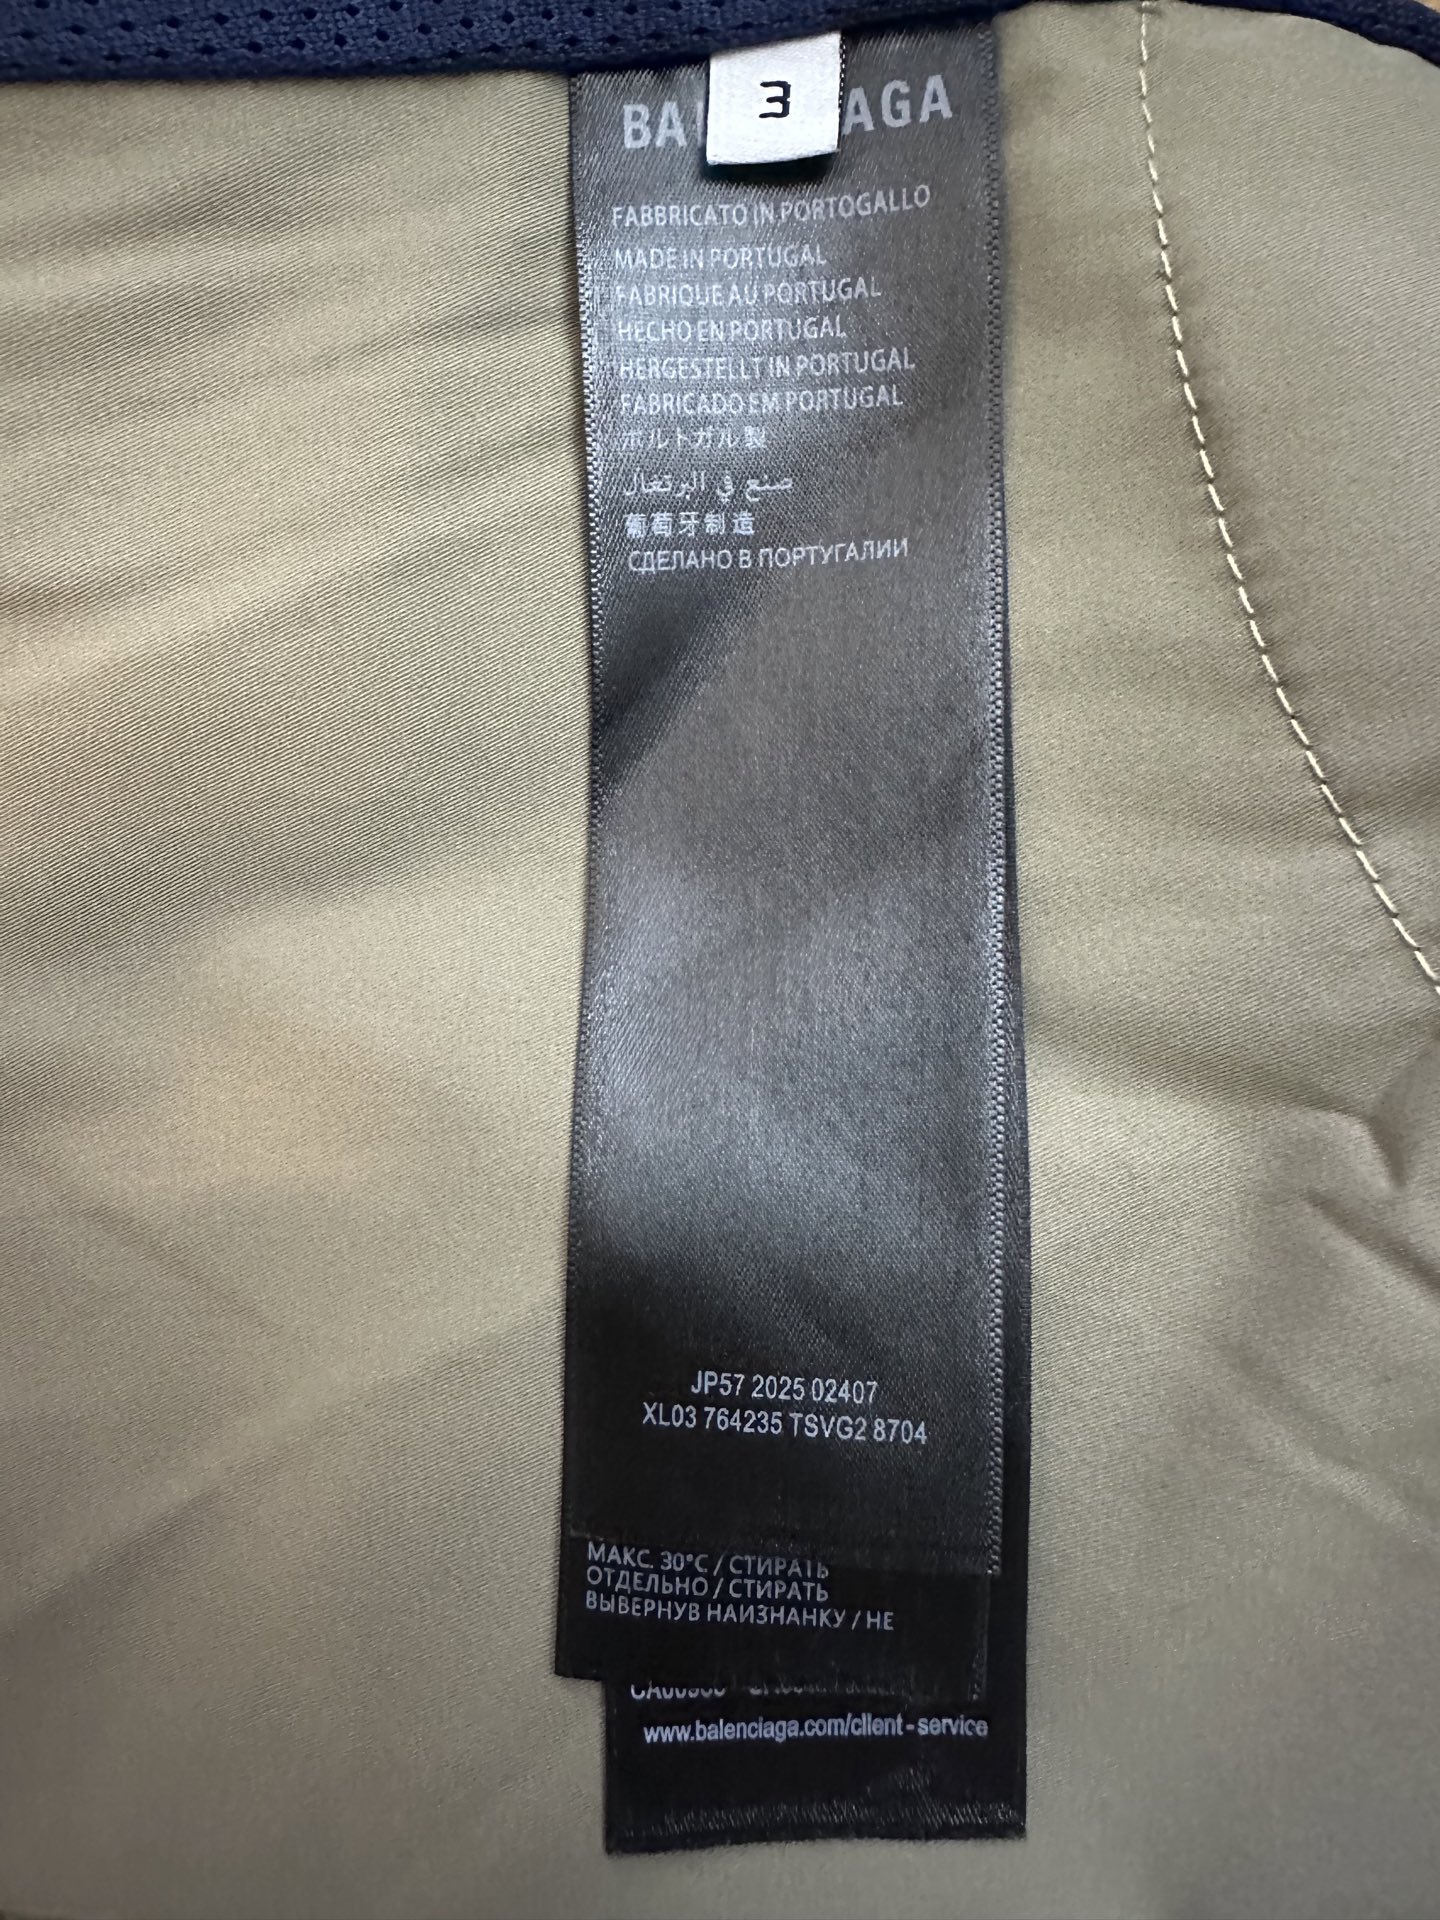 3
FABBRICATO IN PORTOGALLO
MADE IN PORTUGAL
FABRIQUE AU PORTUGAL
HECHO EN PORTUGAL
HERGESTELLT IN PORTUGAL
FABRICADO EM PORTUGAL
ポルトガル製
صنع في البرتغال
葡萄牙制造
СДЕЛАНО В ПОРТУГАЛИИ
JP57 2025 02407
XL03 764235 TSVG2 8704
МАКС. 30°C / СТИРАТЬ
ОТДЕЛЬНО / СТИРАТЬ
ВЫВЕРНУВ НАИЗНАНКУ / НЕ
www.balenciaga.com/client-service